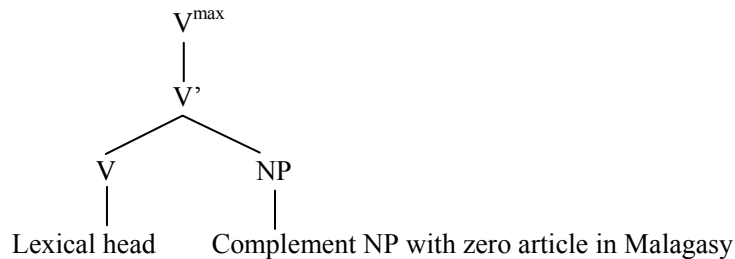 V^max
V’
V NP
Lexical head Complement NP with zero article in Malagasy